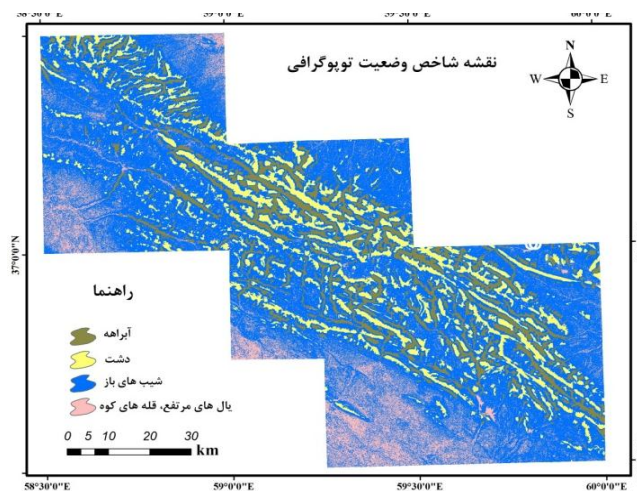 58°30'0"E 59°0'0"E 59°30'0"E 60°0'0"E
نقشه شاخص وضعیت توپوگرافی
N
W E
S
37°0'0"N
راهنما
آبراهه
دشت
شیب های باز
یال های مرتفع، قله های کوه
0 5 10 20 30
km
58°30'0"E 59°0'0"E 59°30'0"E 60°0'0"E